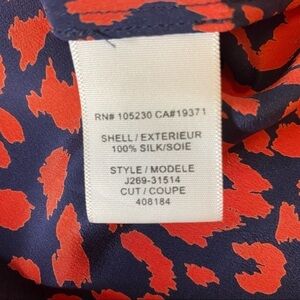 RN# 105230 CA#19371
SHELL / EXTERIEUR
100% SILK/SOIE
STYLE / MODELE
J269-31514
CUT / COUPE
408184